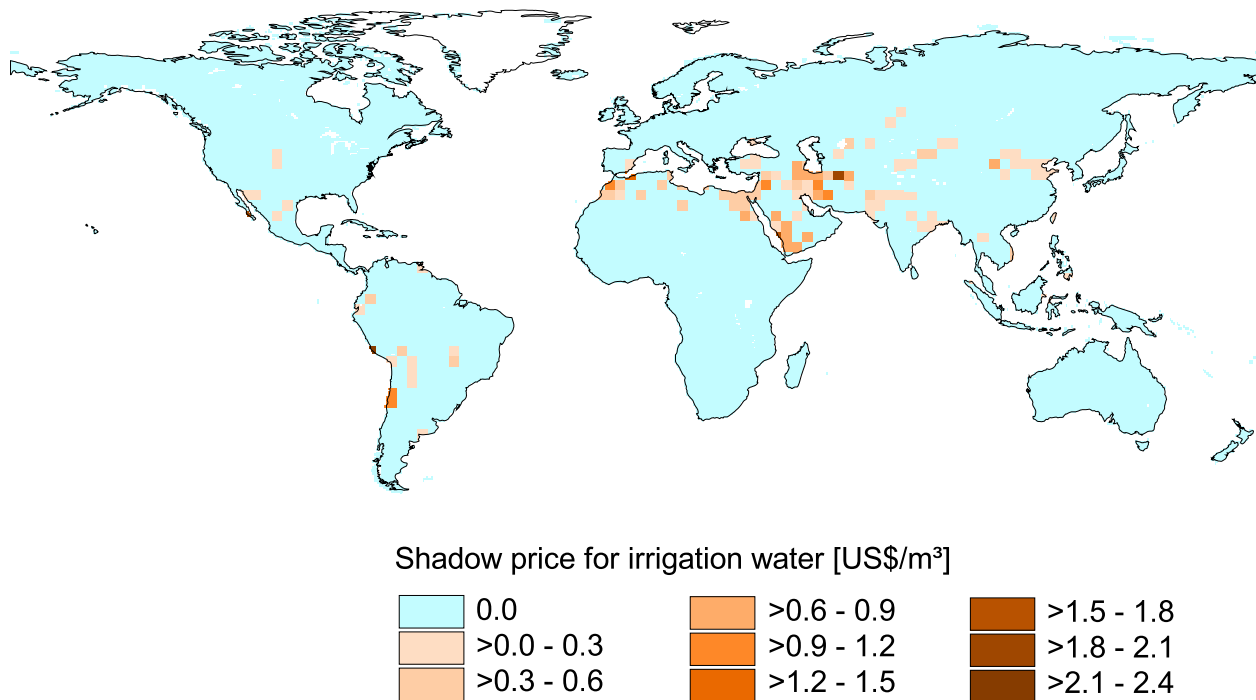 Shadow price for irrigation water [US$/m³]
0.0
>0.0 - 0.3
>0.3 - 0.6
>0.6 - 0.9
>0.9 - 1.2
>1.2 - 1.5
>1.5 - 1.8
>1.8 - 2.1
>2.1 - 2.4